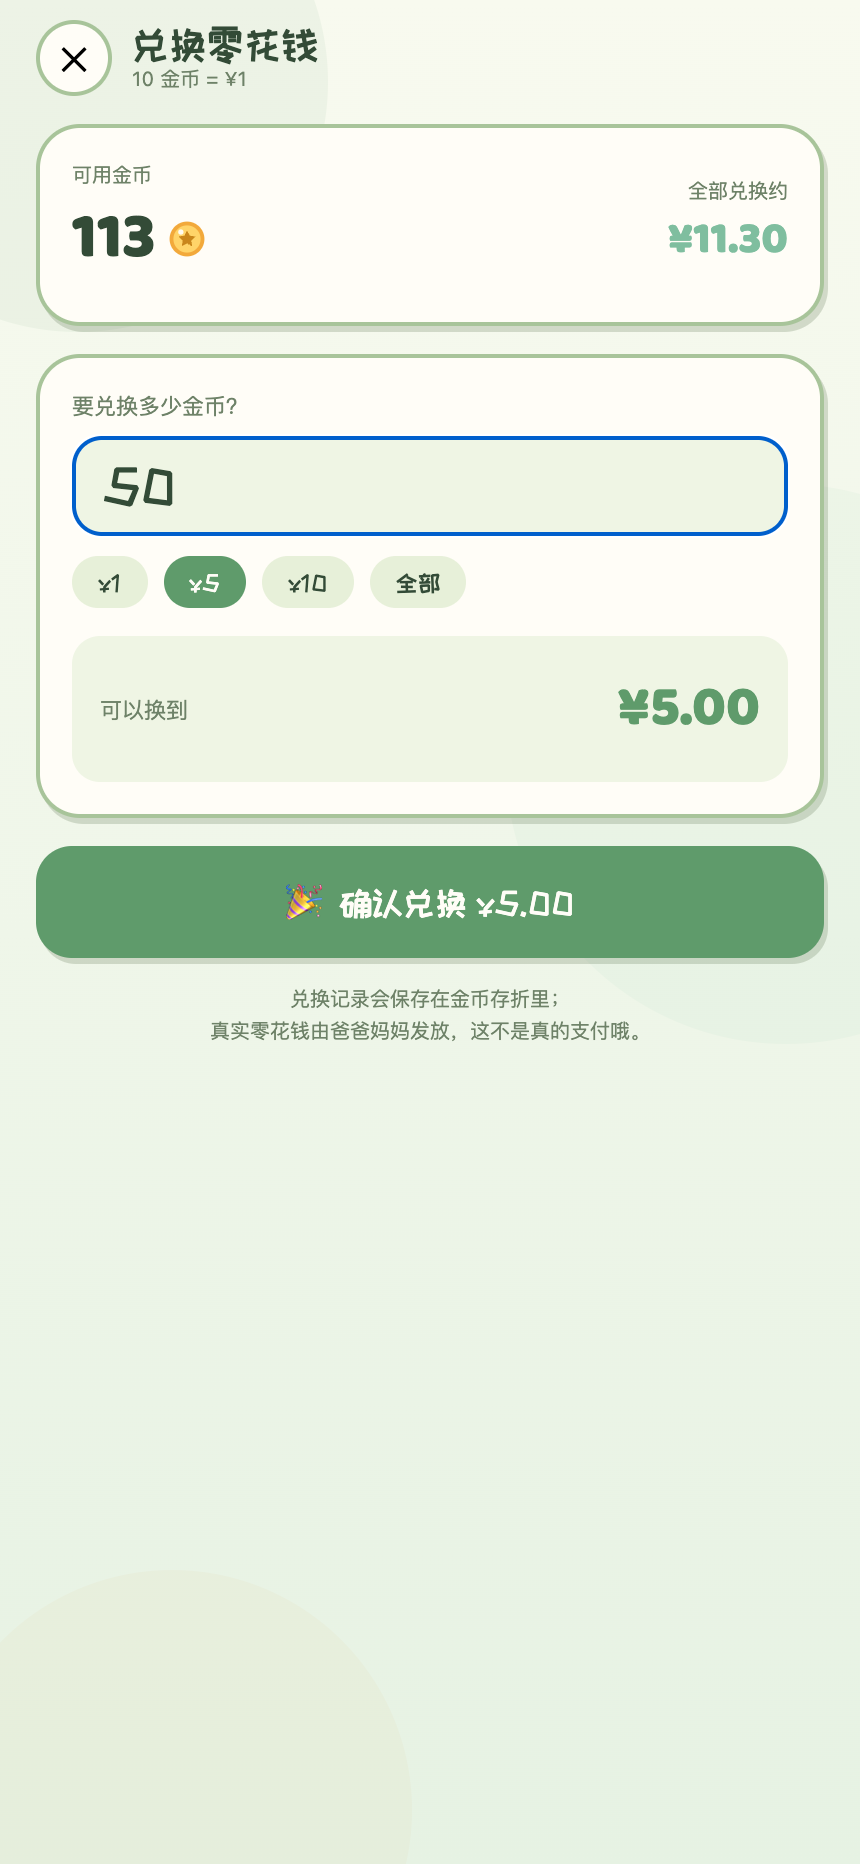 兑换零花钱
10 金币 = ¥1
可用金币
113
全部兑换约
¥11.30
要兑换多少金币?
50
¥1 ¥5 ¥10 全部
可以换到 ¥5.00
确认兑换 ¥5.00
兑换记录会保存在金币存折里；
真实零花钱由爸爸妈妈发放，这不是真的支付哦。